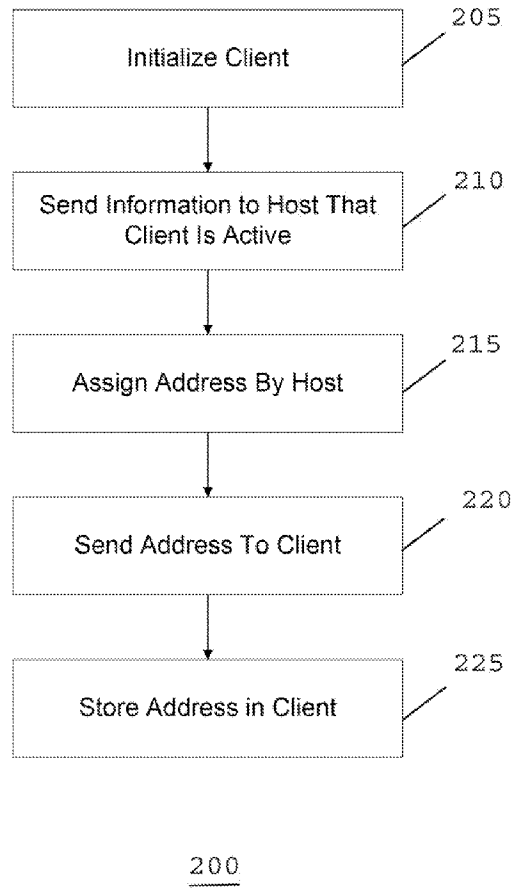 205
Initialize Client
210
Send Information to Host That
Client Is Active
215
Assign Address By Host
220
Send Address To Client
225
Store Address in Client
200